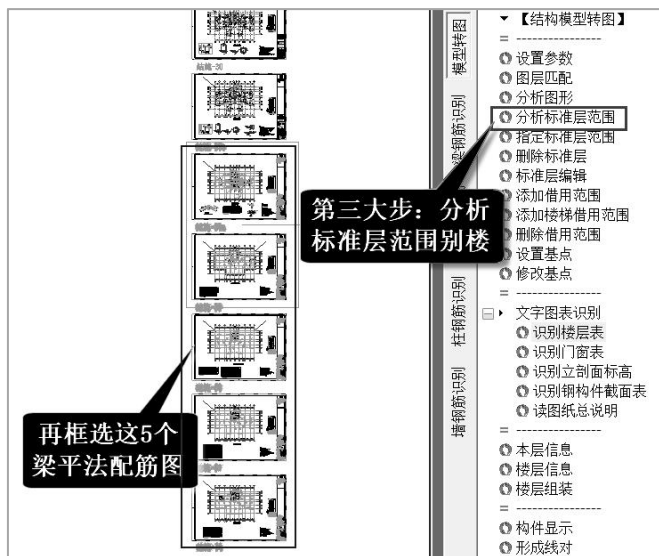 【结构模型转图】
设置参数
图层匹配
分析图形
分析标准层范围
指定标准层范围
删除标准层
标准层编辑
添加借用范围
添加楼梯借用范围
删除借用范围
设置基点
修改基点
文字图表识别
识别楼层表
识别门窗表
识别立剖面标高
识别钢构件截面表
读图纸总说明
本层信息
楼层信息
楼层组装
构件显示
形成线对
模型转图
梁钢筋识别
柱钢筋识别
墙钢筋识别
第三大步：分析
标准层范围别楼
再框选这5个
梁平法配筋图